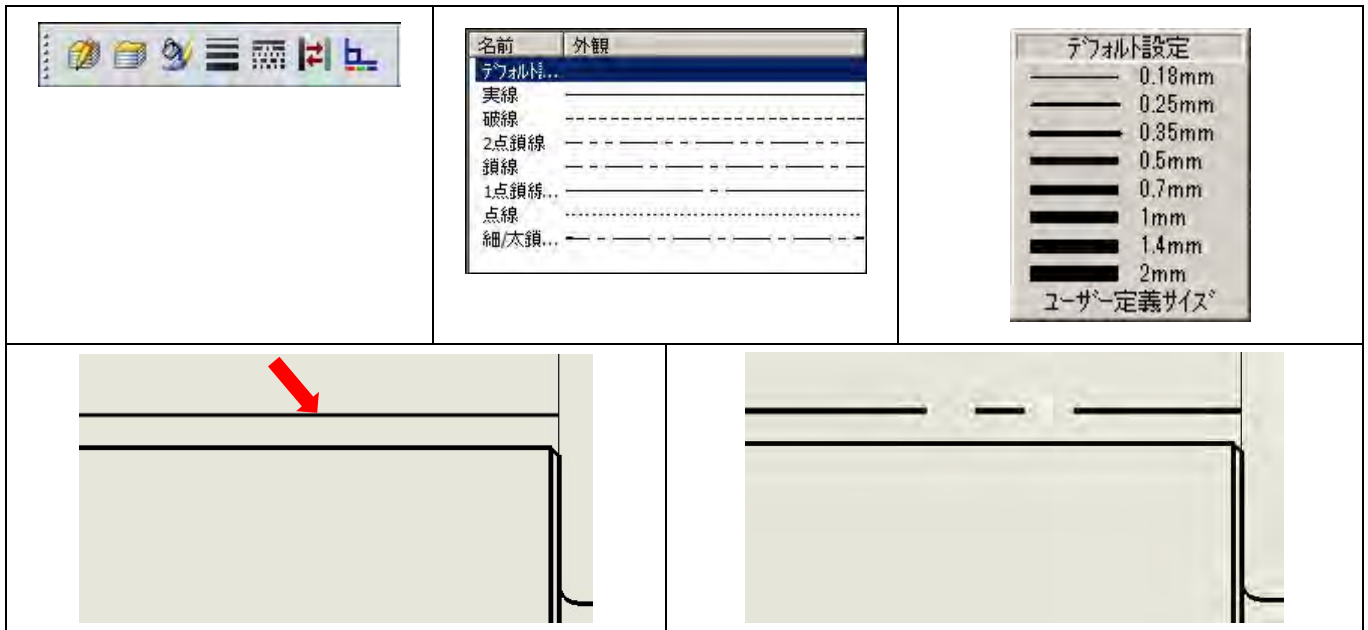 名前 外観
デフォルト設...
実線
破線
2点鎖線
鎖線
1点鎖線...
点線
細/太鎖...
デフォルト設定
0.18mm
0.25mm
0.35mm
0.5mm
0.7mm
1mm
1.4mm
2mm
ユーザー定義サイズ